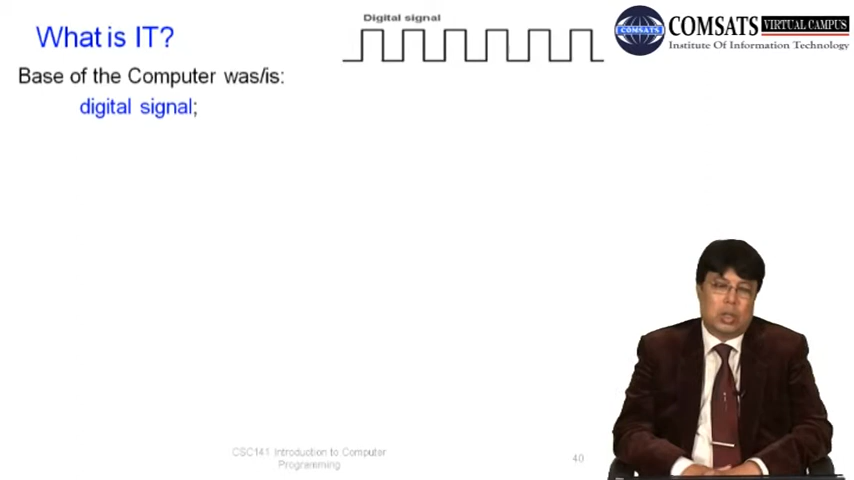 What is IT?
Digital signal
COMSATS VIRTUAL CAMPUS
Institute Of Information Technology
COMSATS
Base of the Computer was/is:
digital signal;
CSC141 Introduction to Computer
Programming
40